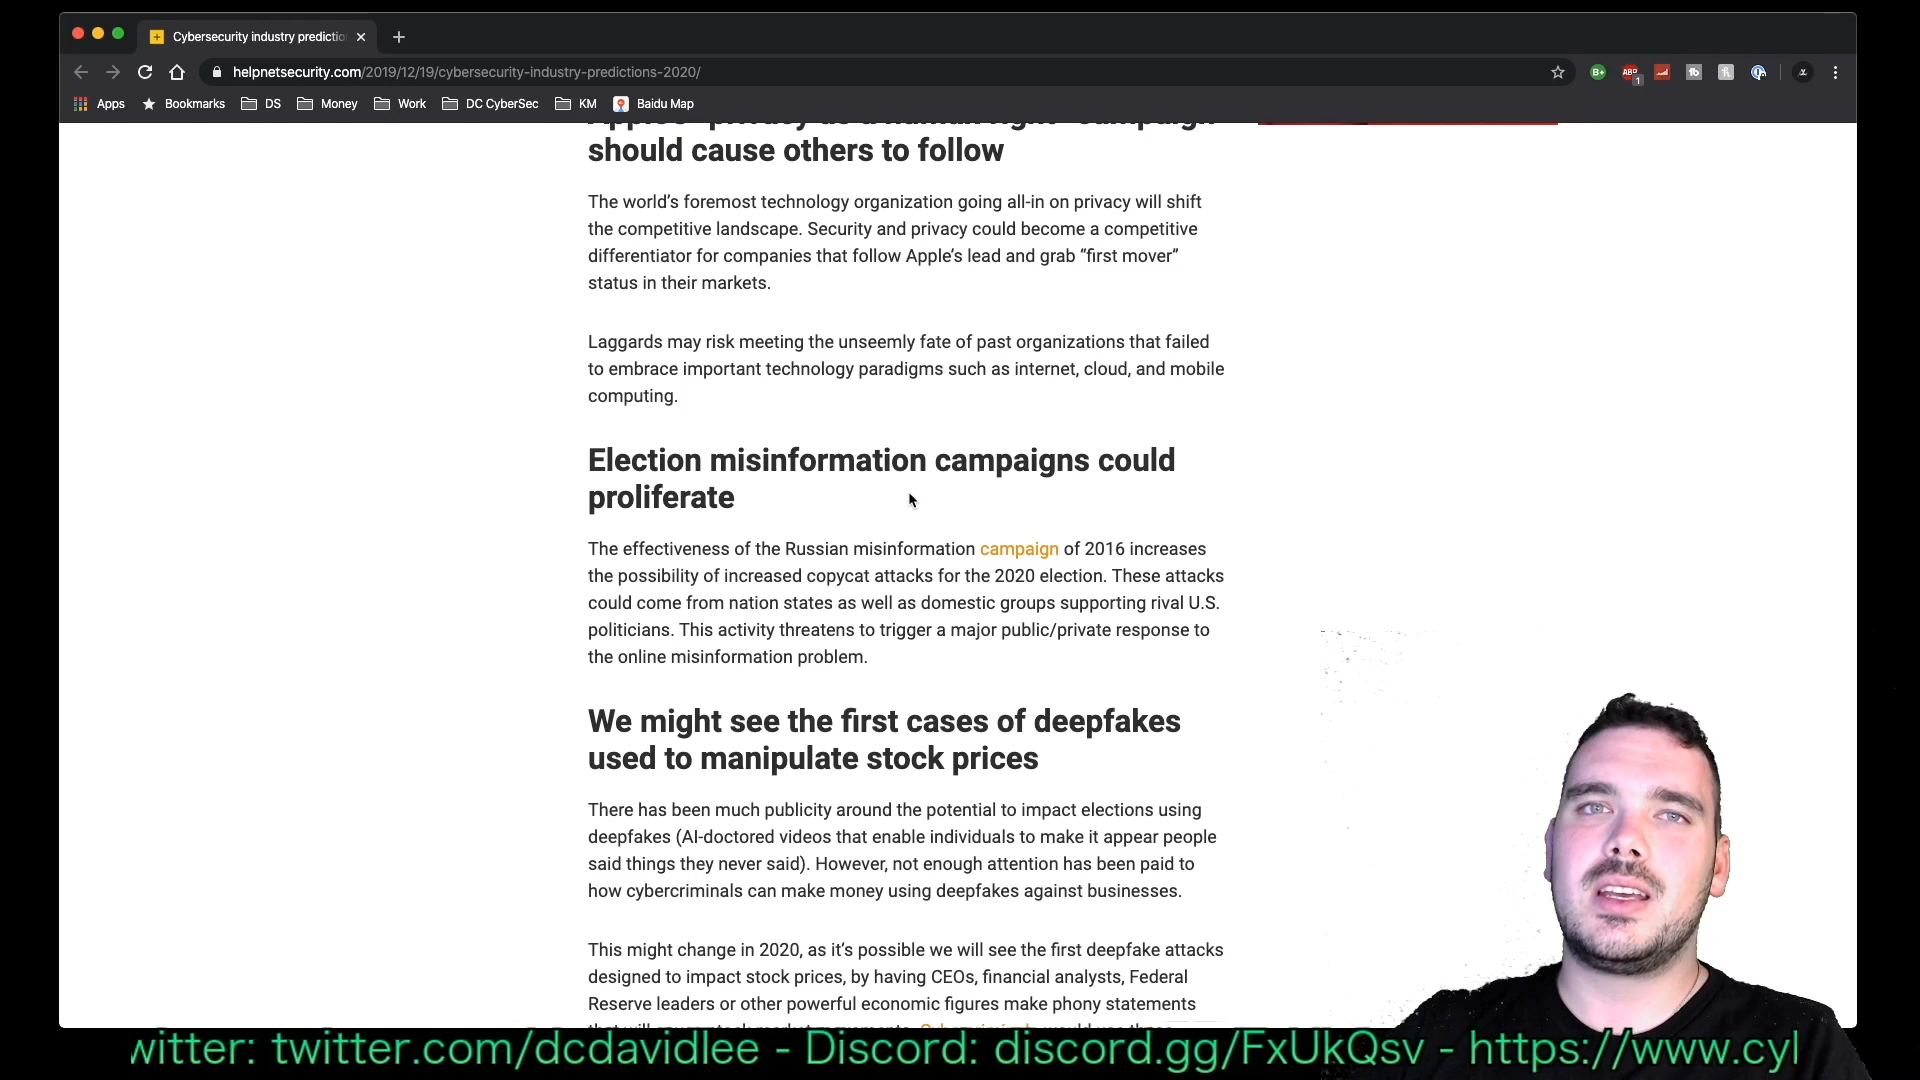 Cybersecurity industry predictio
helpnetsecurity.com/2019/12/19/cybersecurity-industry-predictions-2020/
Apps Bookmarks DS Money Work DC CyberSec KM Baidu Map
Apple's "privacy as a human right" campaign
should cause others to follow
The world's foremost technology organization going all-in on privacy will shift
the competitive landscape. Security and privacy could become a competitive
differentiator for companies that follow Apple's lead and grab “first mover”
status in their markets.
Laggards may risk meeting the unseemly fate of past organizations that failed
to embrace important technology paradigms such as internet, cloud, and mobile
computing.
Election misinformation campaigns could
proliferate
The effectiveness of the Russian misinformation campaign of 2016 increases
the possibility of increased copycat attacks for the 2020 election. These attacks
could come from nation states as well as domestic groups supporting rival U.S.
politicians. This activity threatens to trigger a major public/private response to
the online misinformation problem.
We might see the first cases of deepfakes
used to manipulate stock prices
There has been much publicity around the potential to impact elections using
deepfakes (AI-doctored videos that enable individuals to make it appear people
said things they never said). However, not enough attention has been paid to
how cybercriminals can make money using deepfakes against businesses.
This might change in 2020, as it's possible we will see the first deepfake attacks
designed to impact stock prices, by having CEOs, financial analysts, Federal
Reserve leaders or other powerful economic figures make phony statements
witter: twitter.com/dcdavidlee - Discord: discord.gg/FxUkQsv - https://www.cyl